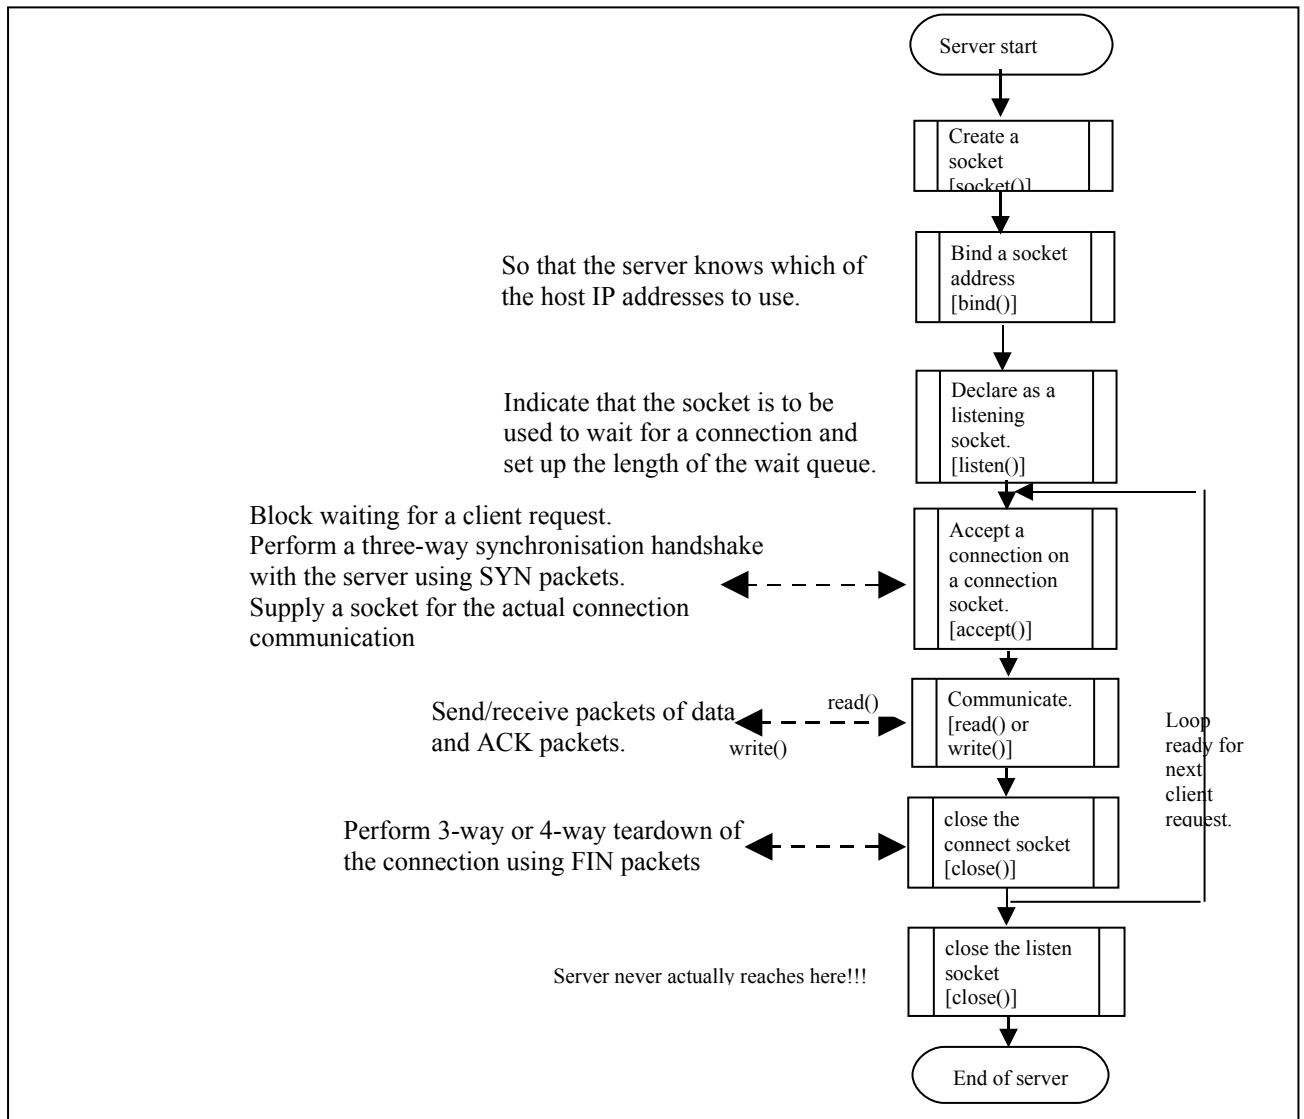 Server start
Create a
socket
[socket()]
So that the server knows which of
the host IP addresses to use.
Bind a socket
address
[bind()]
Indicate that the socket is to be
used to wait for a connection and
set up the length of the wait queue.
Declare as a
listening
socket.
[listen()]
Block waiting for a client request.
Perform a three-way synchronisation handshake
with the server using SYN packets.
Supply a socket for the actual connection
communication
Accept a
connection on
a connection
socket.
[accept()]
Send/receive packets of data
and ACK packets.
read()
write()
Communicate.
[read() or
write()]
Loop
ready for
next
client
request.
Perform 3-way or 4-way teardown of
the connection using FIN packets
close the
connect socket
[close()]
Server never actually reaches here!!!
close the listen
socket
[close()]
End of server